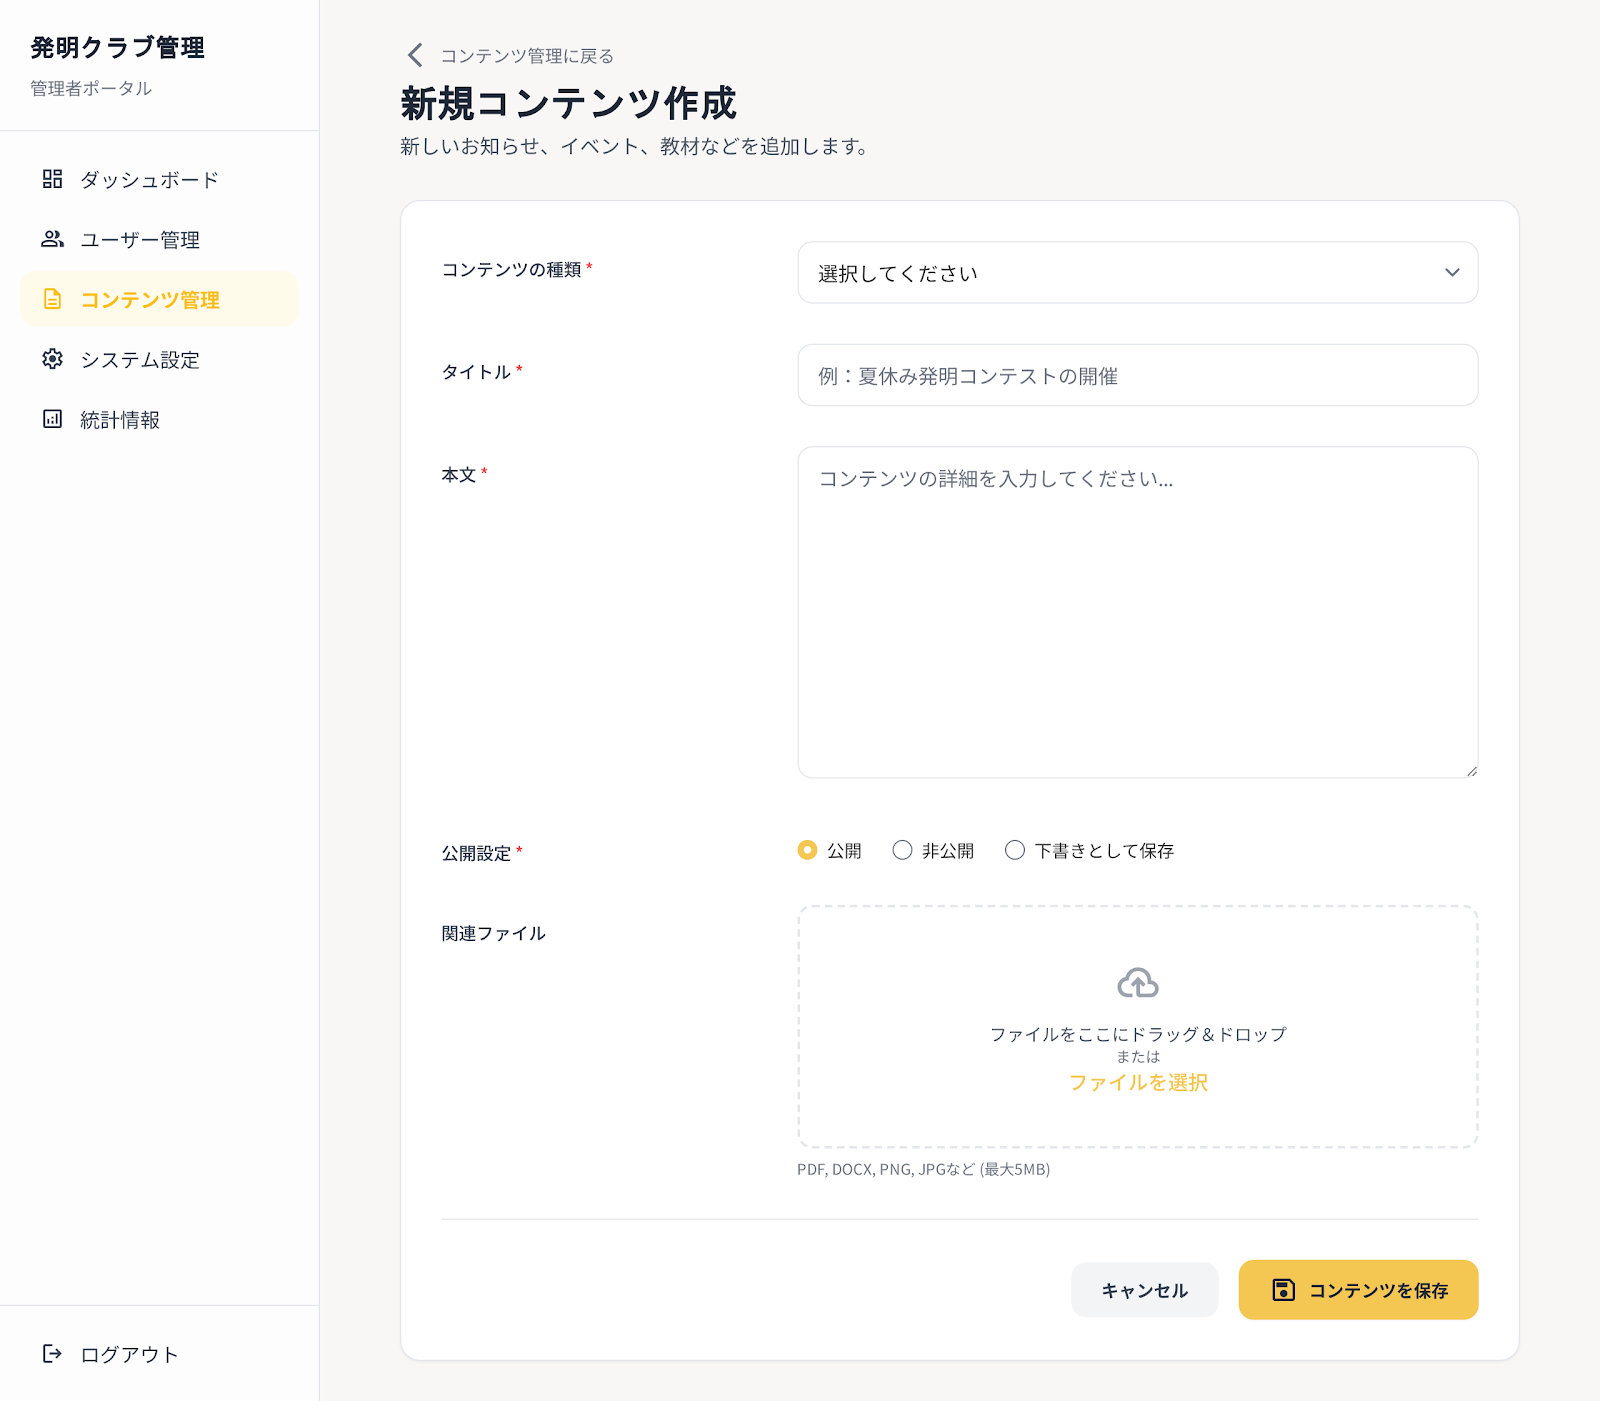 発明クラブ管理
管理者ポータル
ダッシュボード
ユーザー管理
コンテンツ管理
システム設定
統計情報
ログアウト
コンテンツ管理に戻る
新規コンテンツ作成
新しいお知らせ、イベント、教材などを追加します。
コンテンツの種類 *
選択してください
タイトル *
例：夏休み発明コンテストの開催
本文 *
コンテンツの詳細を入力してください...
公開設定 *
公開 非公開 下書きとして保存
関連ファイル
ファイルをここにドラッグ＆ドロップ
または
ファイルを選択
PDF, DOCX, PNG, JPGなど (最大5MB)
キャンセル コンテンツを保存